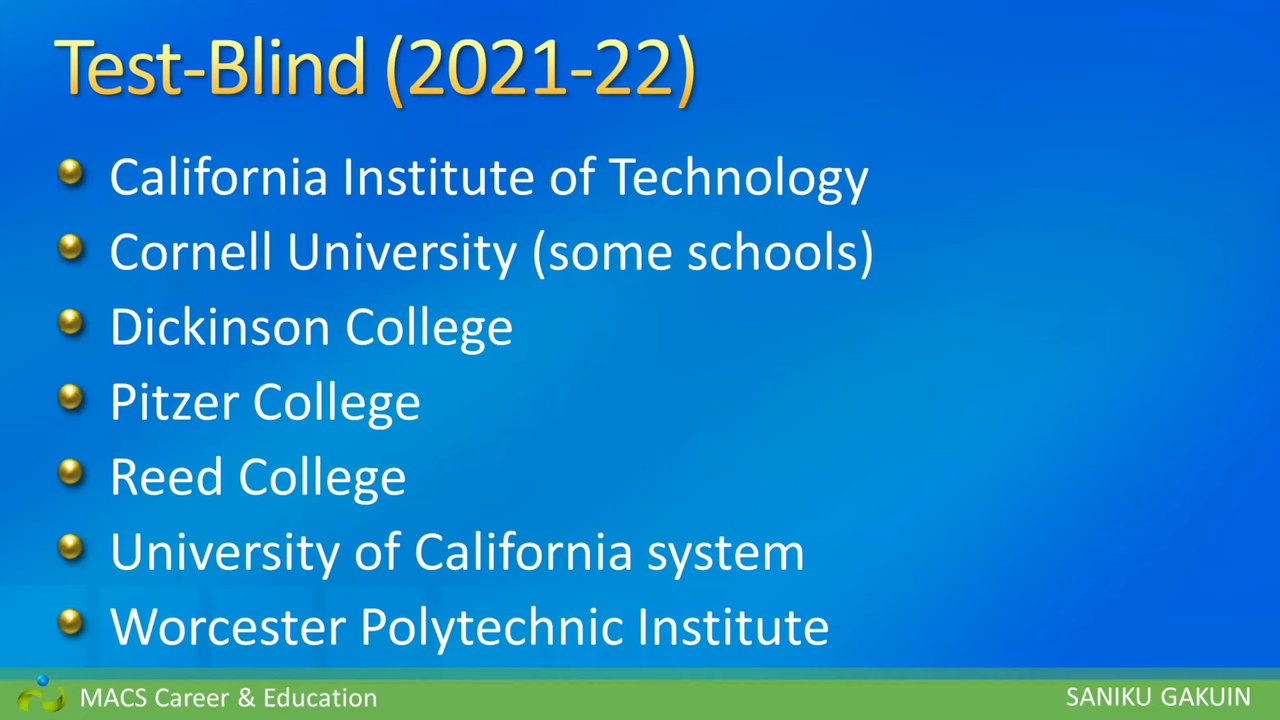 Test-Blind (2021-22)
California Institute of Technology
Cornell University (some schools)
Dickinson College
Pitzer College
Reed College
University of California system
Worcester Polytechnic Institute
MACS Career & Education
SANIKU GAKUIN